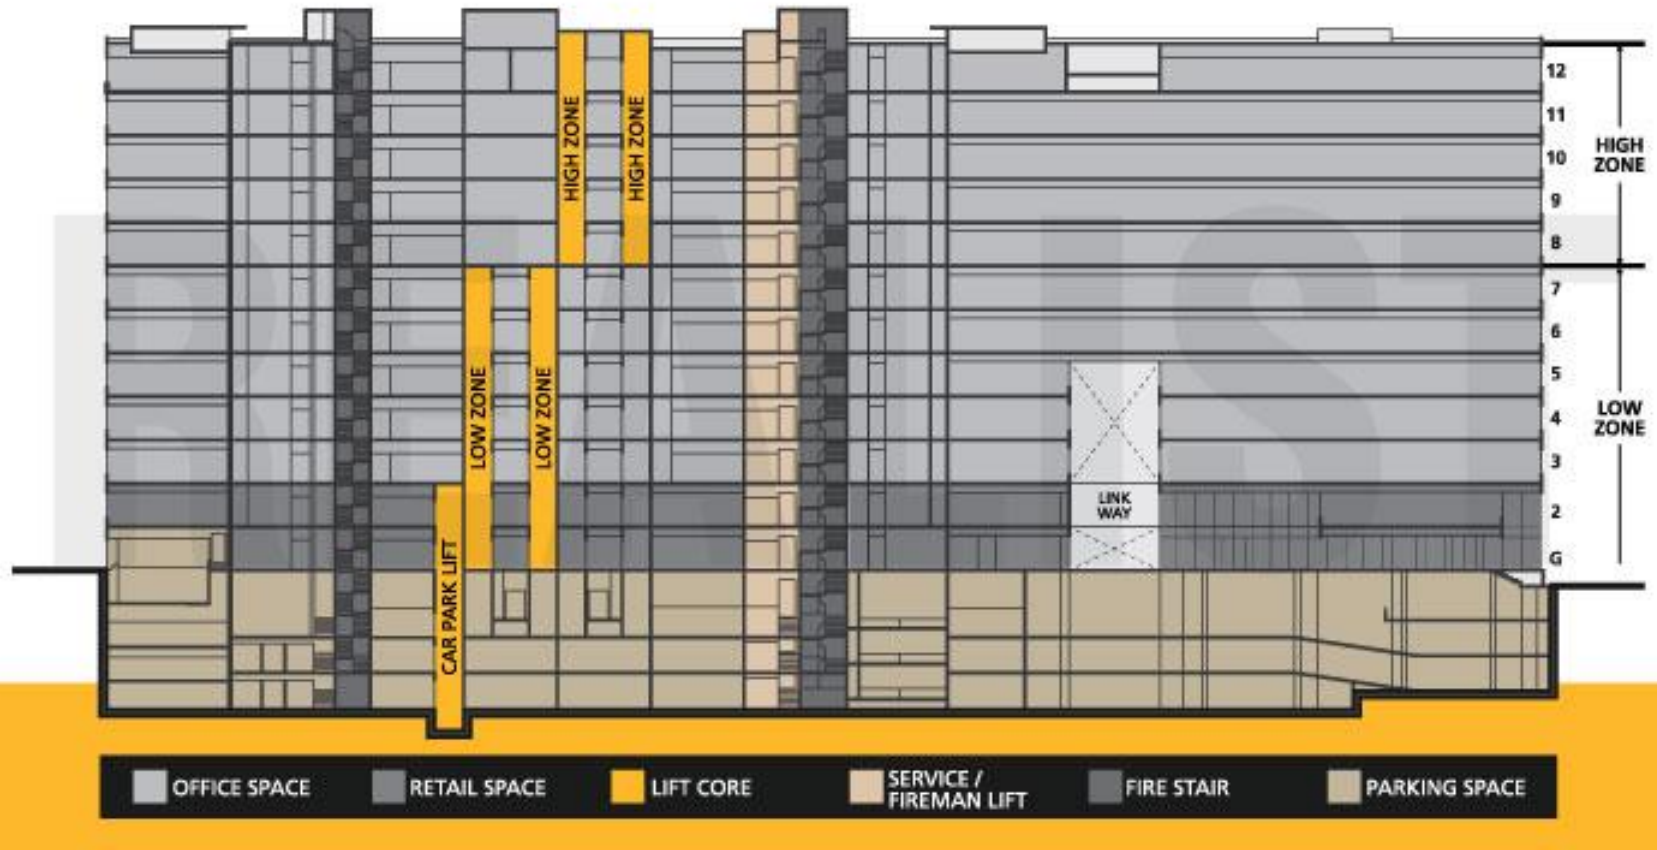 12
11
10
9
8
7
6
5
4
3
2
G
HIGH
ZONE
LOW
ZONE
HIGH ZONE
HIGH ZONE
LOW ZONE
LOW ZONE
CAR PARK LIFT
LINK
WAY
REALIST
OFFICE SPACE
RETAIL SPACE
LIFT CORE
SERVICE /
FIREMAN LIFT
FIRE STAIR
PARKING SPACE